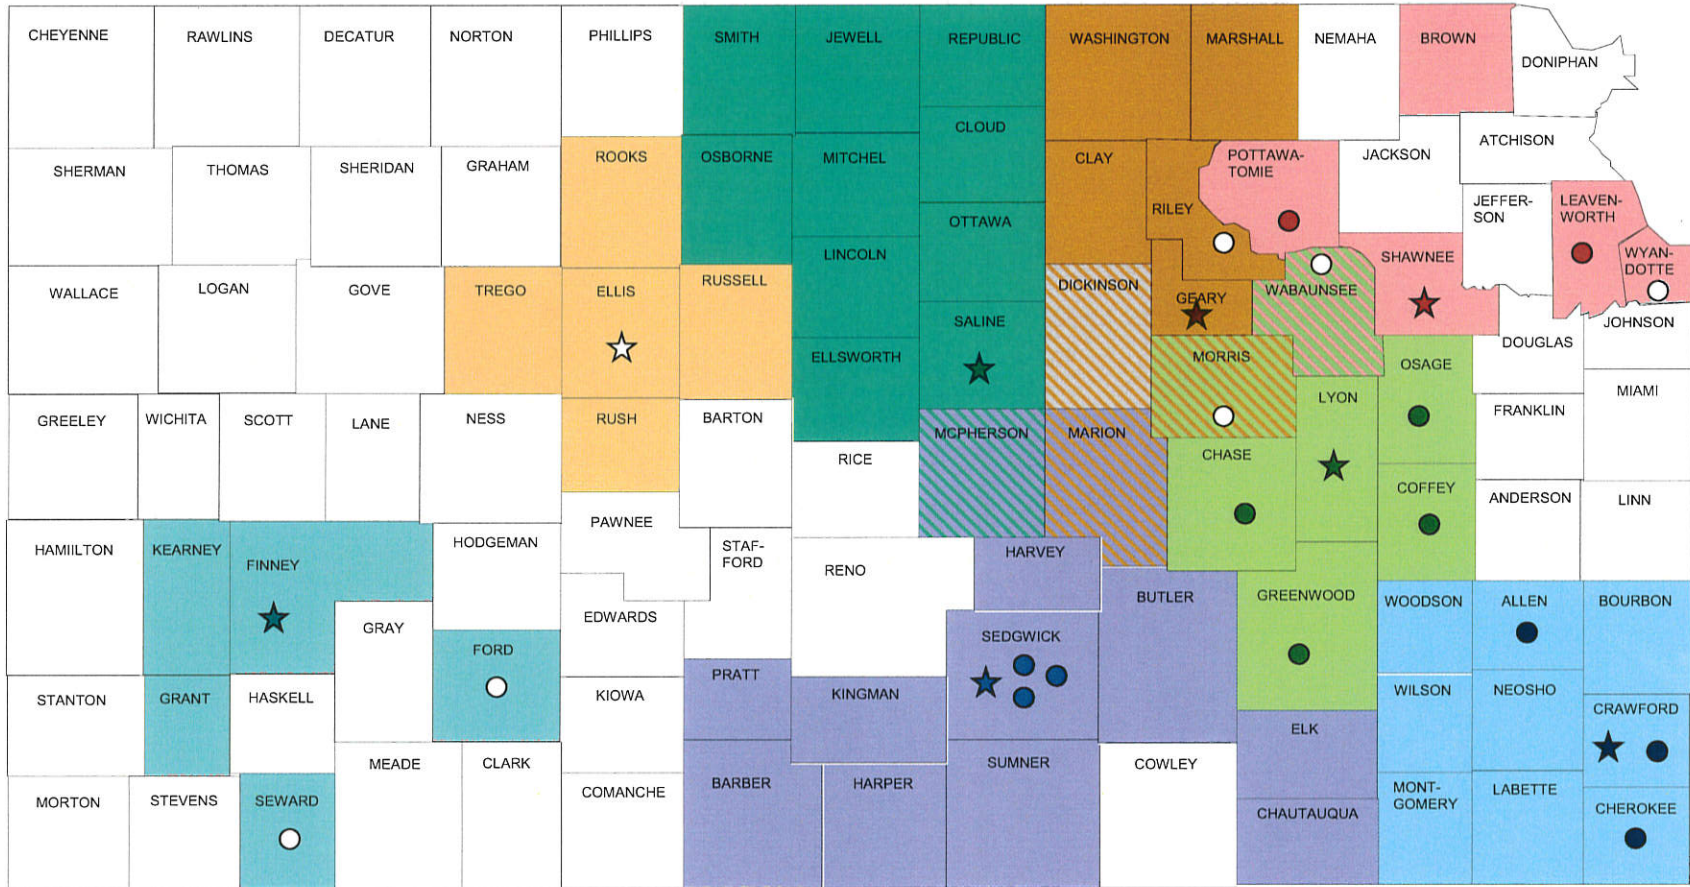 CHEYENNE
RAWLINS
DECATUR
NORTON
PHILLIPS
SMITH
JEWELL
REPUBLIC
WASHINGTON
MARSHALL
NEMAHA
BROWN
DONIPHAN
SHERMAN
THOMAS
SHERIDAN
GRAHAM
ROOKS
OSBORNE
MITCHEL
CLOUD
CLAY
RILEY
POTTAWA-
TOMIE
JACKSON
ATCHISON
JEFFER-
SON
LEAVEN-
WORTH
WYAN-
DOTTE
WALLACE
LOGAN
GOVE
TREGO
ELLIS
RUSSELL
LINCOLN
OTTAWA
SALINE
DICKINSON
GEARY
WABAUNSEE
SHAWNEE
DOUGLAS
JOHNSON
GREELEY
WICHITA
SCOTT
LANE
NESS
RUSH
BARTON
ELLSWORTH
RICE
MCPHERSON
MARION
MORRIS
CHASE
LYON
OSAGE
FRANKLIN
MIAMI
COFFEY
ANDERSON
LINN
HAMIILTON
KEARNEY
FINNEY
HODGEMAN
PAWNEE
STAF-
FORD
RENO
HARVEY
BUTLER
GREENWOOD
WOODSON
ALLEN
BOURBON
GRAY
FORD
EDWARDS
SEDGWICK
STANTON
GRANT
HASKELL
KIOWA
PRATT
KINGMAN
ELK
WILSON
NEOSHO
CRAWFORD
MORTON
STEVENS
SEWARD
MEADE
CLARK
COMANCHE
BARBER
HARPER
SUMNER
COWLEY
CHAUTAUQUA
MONT-
GOMERY
LABETTE
CHEROKEE